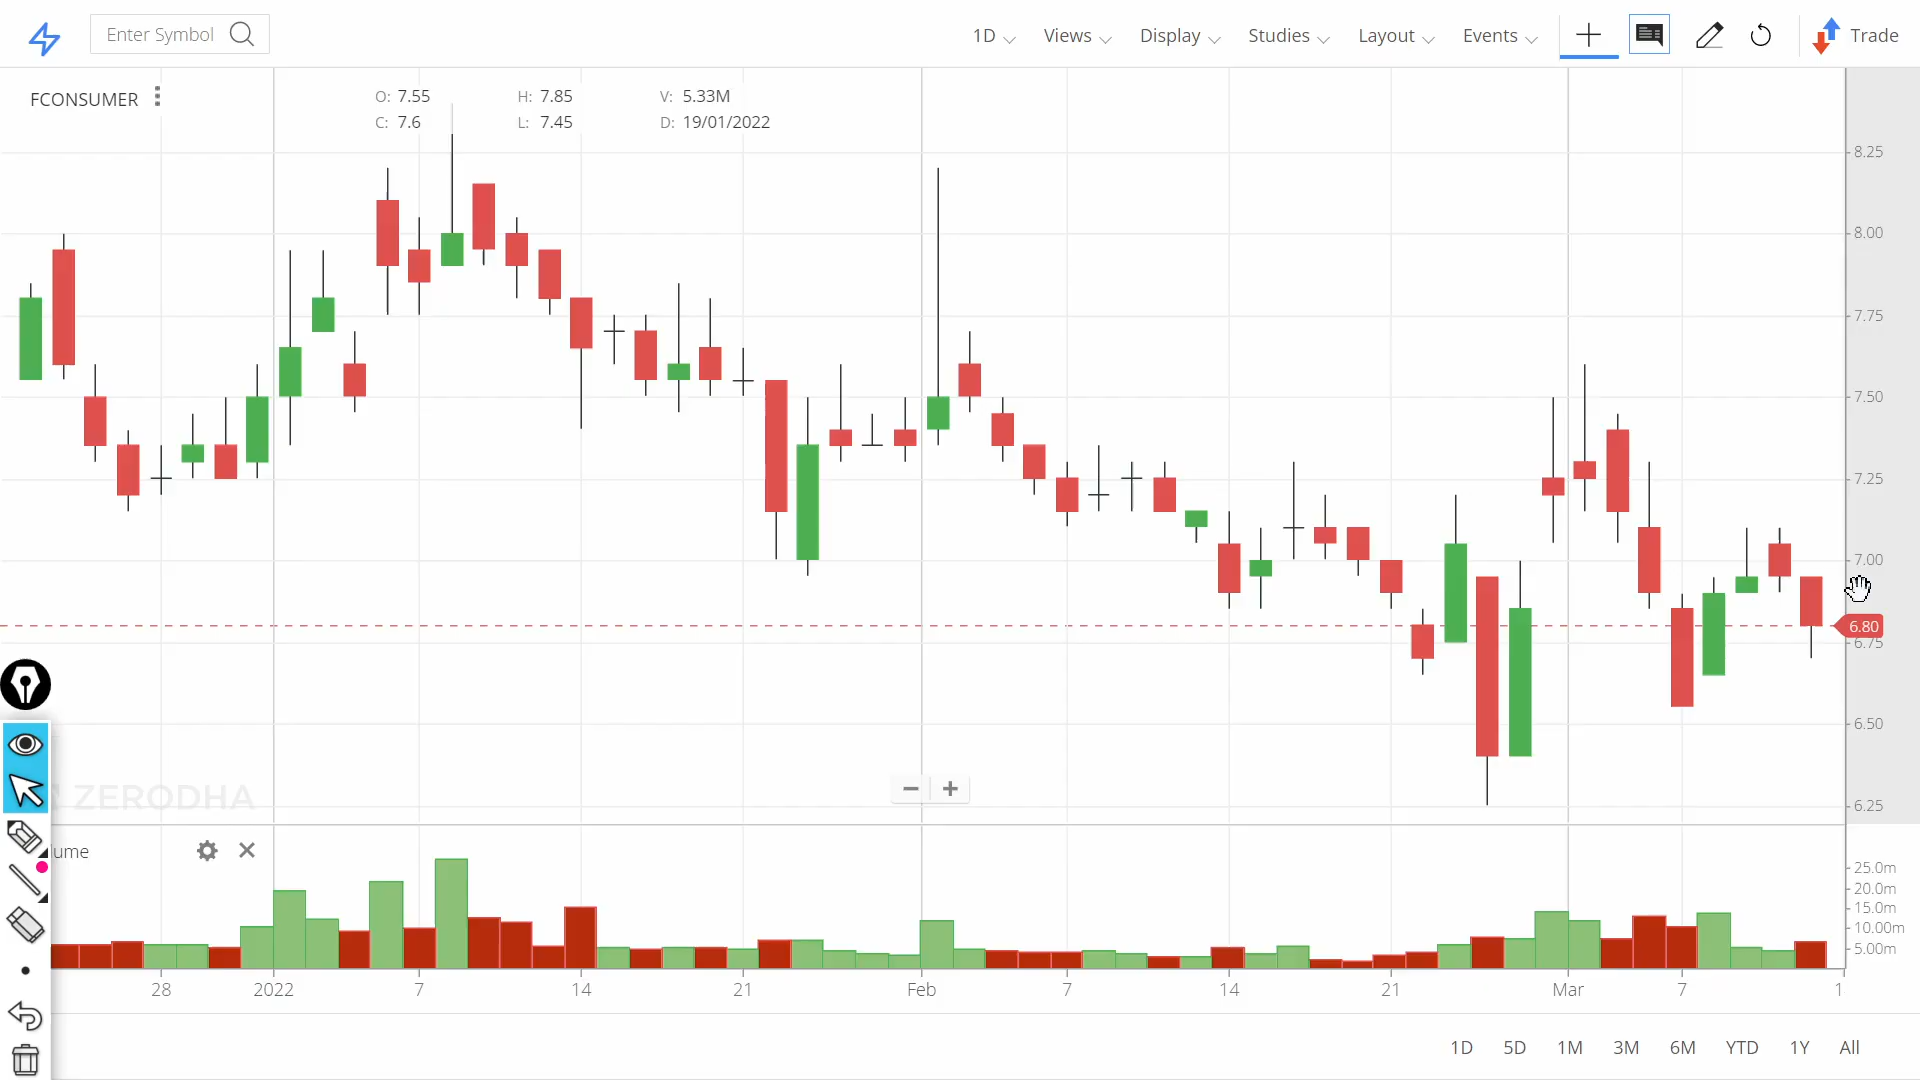 Enter Symbol
1D Views Display Studies Layout Events Trade
FCONSUMER
O: 7.55 H: 7.85 V: 5.33M
C: 7.6 L: 7.45 D: 19/01/2022
8.25
8.00
7.75
7.50
7.25
7.00
6.80
6.75
6.50
6.25
ZERODHA
ume
25.0m
20.0m
15.0m
10.00m
5.00m
28 2022 7 14 21 Feb 7 14 21 Mar 7 1
1D 5D 1M 3M 6M YTD 1Y All